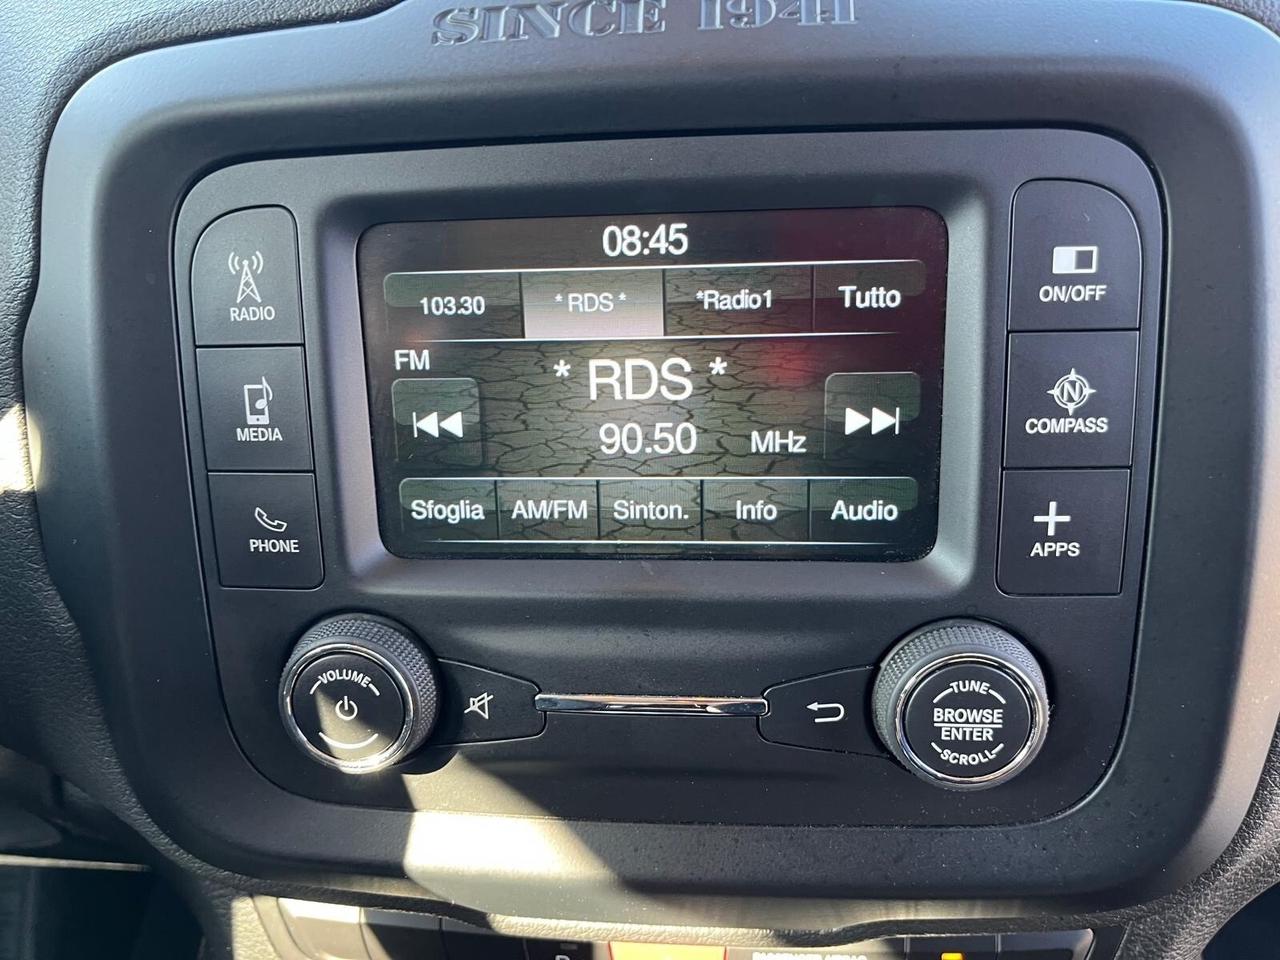 SINCE 1941
08:45
103.30
* RDS *
*Radio1
Tutto
FM
* RDS *
90.50 MHz
Sfoglia
AM/FM
Sinton.
Info
Audio
RADIO
MEDIA
PHONE
ON/OFF
N
COMPASS
APPS
VOLUME
TUNE
BROWSE
ENTER
SCROLL